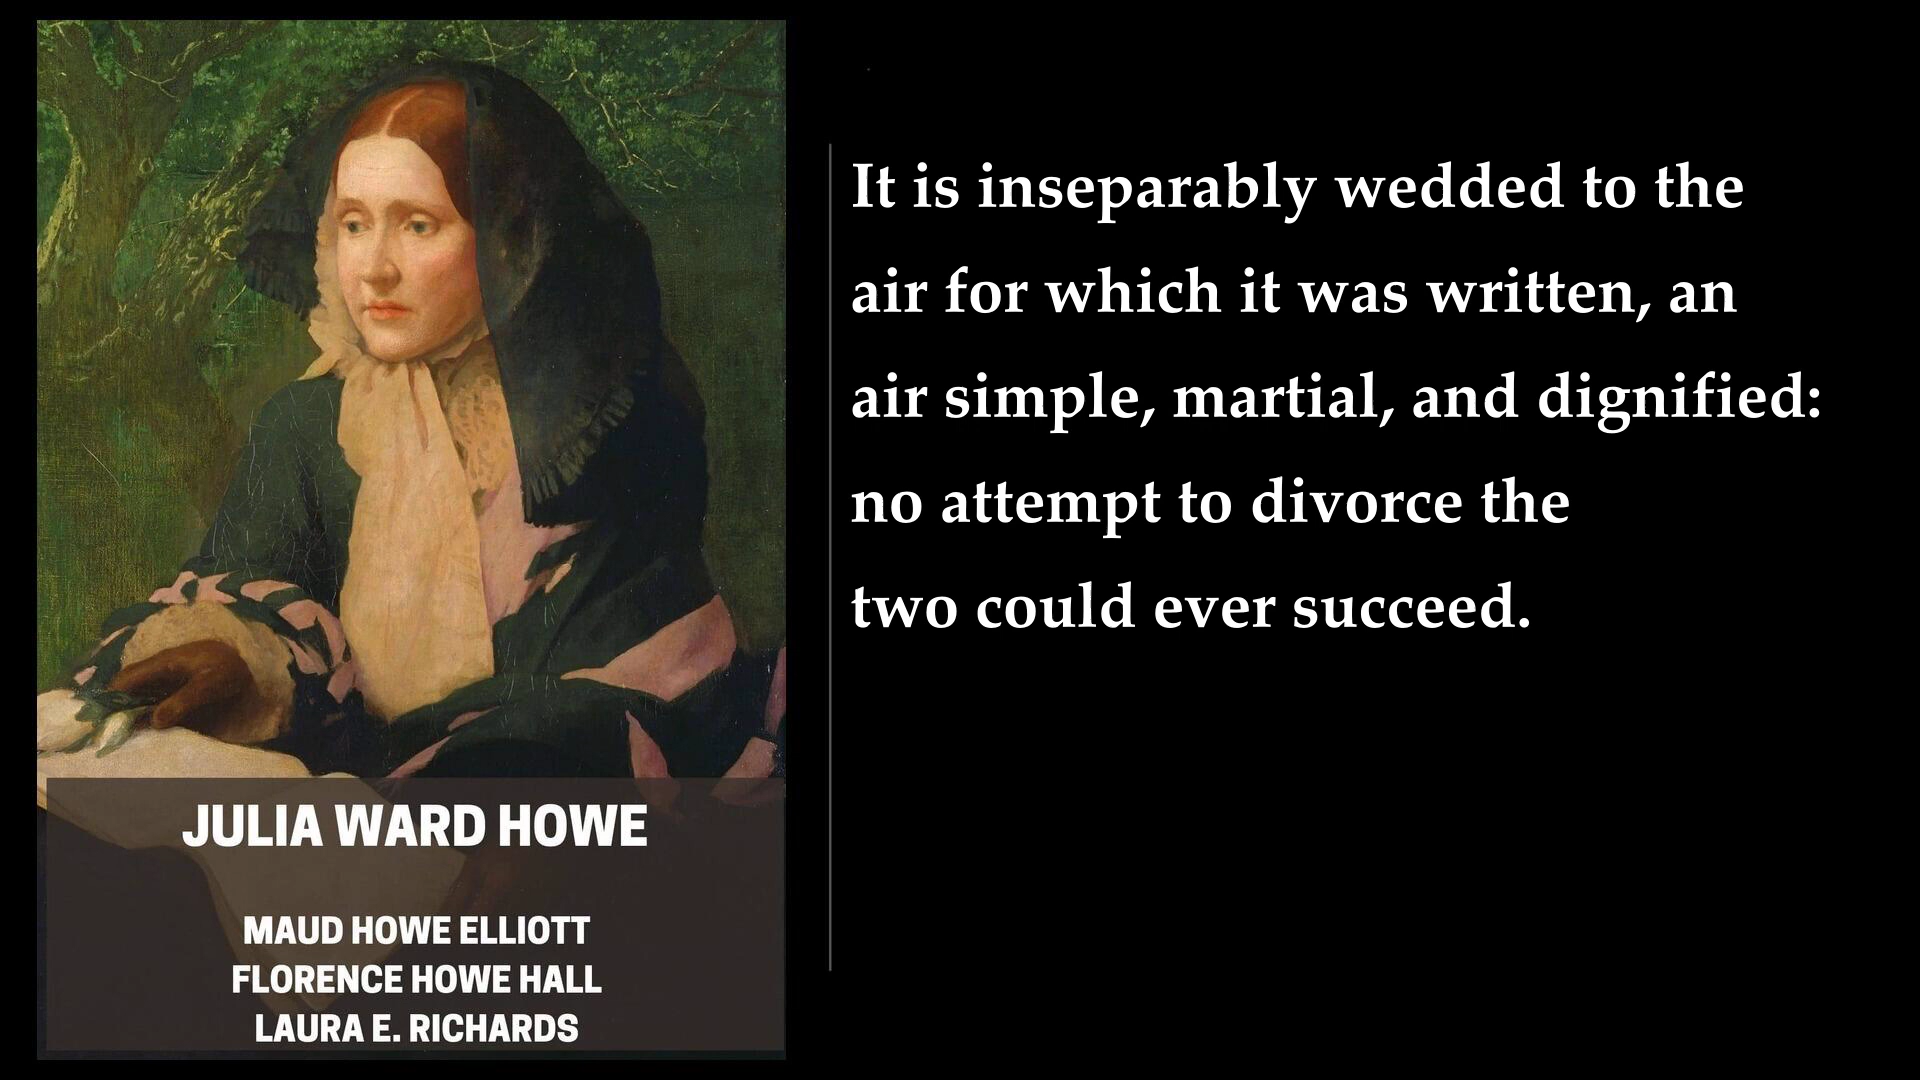 JULIA WARD HOWE
MAUD HOWE ELLIOTT
FLORENCE HOWE HALL
LAURA E. RICHARDS
It is inseparably wedded to the
air for which it was written, an
air simple, martial, and dignified:
no attempt to divorce the
two could ever succeed.